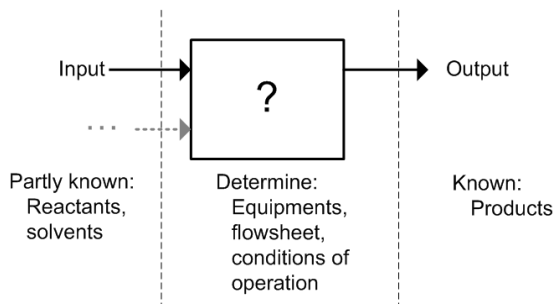 Input
?
Output
...
Partly known:
Reactants,
solvents
Determine:
Equipments,
flowsheet,
conditions of
operation
Known:
Products